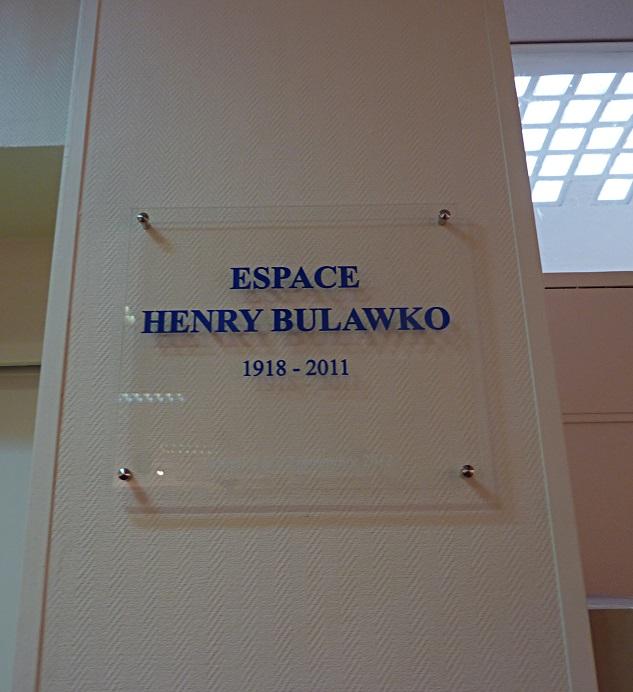 ESPACE
HENRY BULAWKO
1918 - 2011